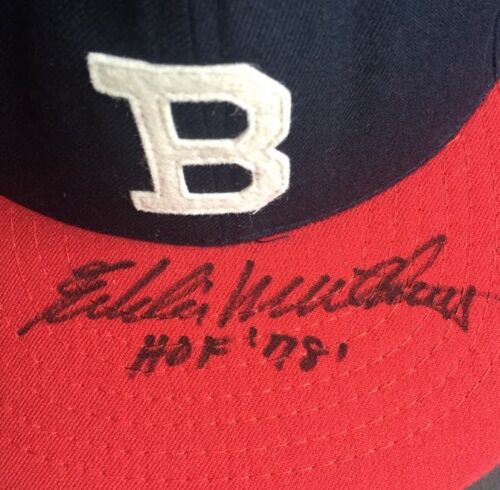 B
Eddie Mathews
HOF '78'